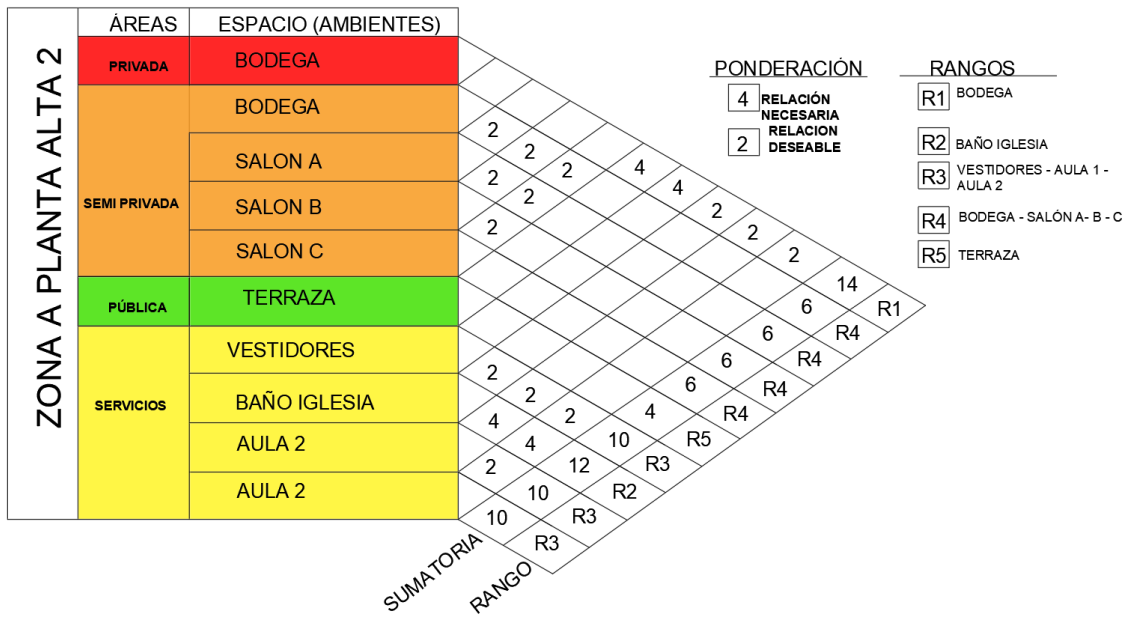 ZONA A PLANTA ALTA 2
ÁREAS
ESPACIO (AMBIENTES)
PRIVADA
BODEGA
SEMI PRIVADA
BODEGA
SALON A
SALON B
SALON C
PÚBLICA
TERRAZA
SERVICIOS
VESTIDORES
BAÑO IGLESIA
AULA 2
AULA 2
2
2
2
4
4
2
2
2
14
R1
2
2
6
R4
2
6
R4
6
R4
6
R4
4
R5
2
2
2
10
R3
4
4
12
R2
2
10
R3
10
R3
SUMATORIA
RANGO
PONDERACIÓN
4 RELACIÓN
NECESARIA
2 RELACION
DESEABLE
RANGOS
R1 BODEGA
R2 BAÑO IGLESIA
R3 VESTIDORES - AULA 1 -
AULA 2
R4 BODEGA - SALÓN A- B - C
R5 TERRAZA